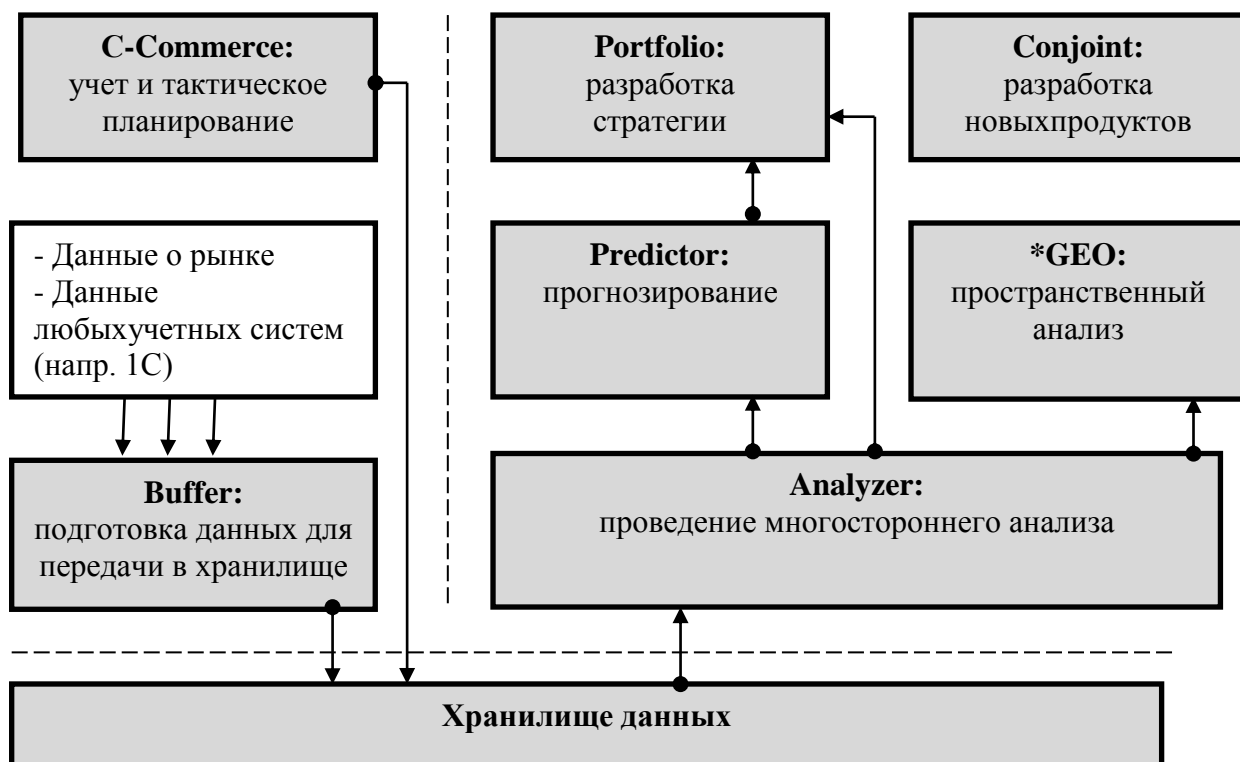 C-Commerce:
учет и тактическое
планирование
Portfolio:
разработка
стратегии
Conjoint:
разработка
новыхпродуктов
- Данные о рынке
- Данные
любыхучетных систем
(напр. 1С)
Predictor:
прогнозирование
*GEO:
пространственный
анализ
Buffer:
подготовка данных для
передачи в хранилище
Analyzer:
проведение многостороннего анализа
Хранилище данных